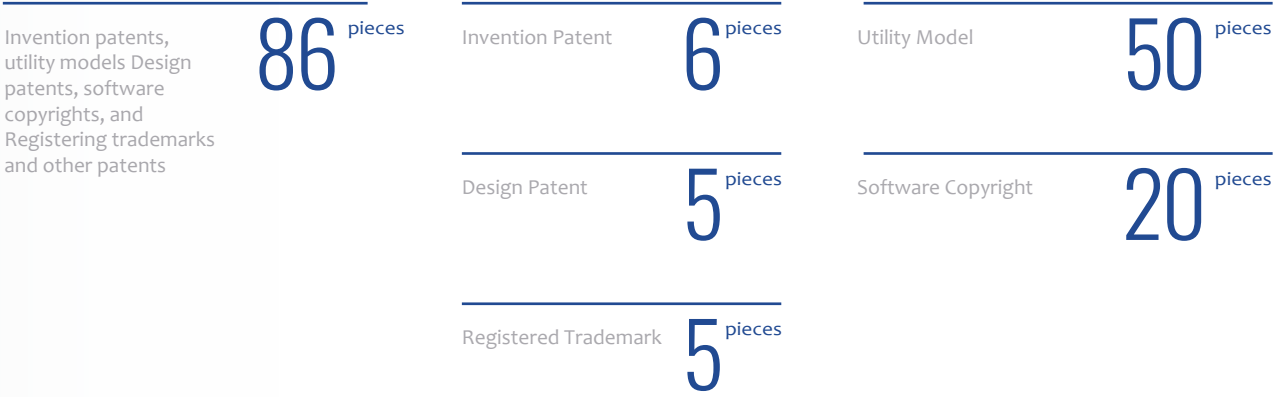 Invention patents,
utility models Design
patents, software
copyrights, and
Registering trademarks
and other patents
86 pieces
Invention Patent 6 pieces
Utility Model 50 pieces
Design Patent 5 pieces
Software Copyright 20 pieces
Registered Trademark 5 pieces